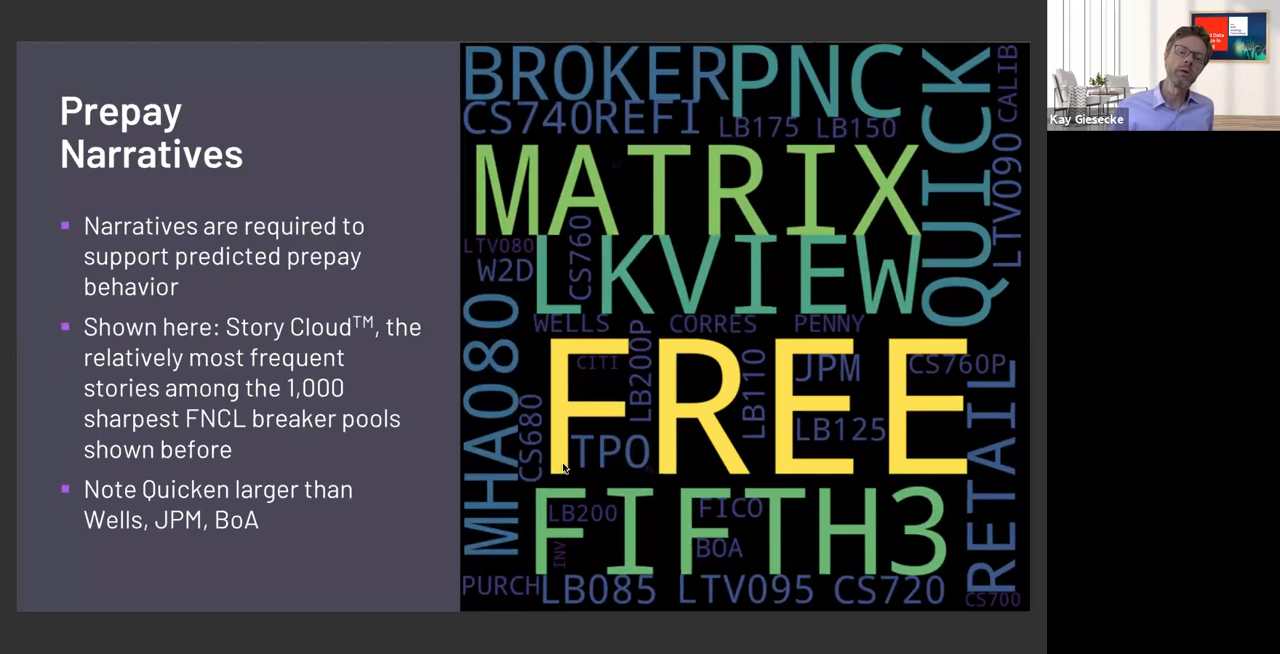 Prepay
Narratives
Narratives are required to
support predicted prepay
behavior
Shown here: Story Cloud™, the
relatively most frequent
stories among the 1,000
sharpest FNCL breaker pools
shown before
Note Quicken larger than
Wells, JPM, BoA
BROKER
PNC
QUICK
CALIB
CS740
REFI
LB175
LB150
MATRIX
LTV090
LTV080
CS760
W2D
LKVIEW
MHA080
WELLS
CORRES
PENNY
CITI
LB200P
FREE
LB110
JPM
CS760P
CS680
TPO
LB125
RETAIL
LB200
FICO
FIFTH3
INV
BOA
PURCH
LB085
LTV095
CS720
CS700
Kay Giesecke